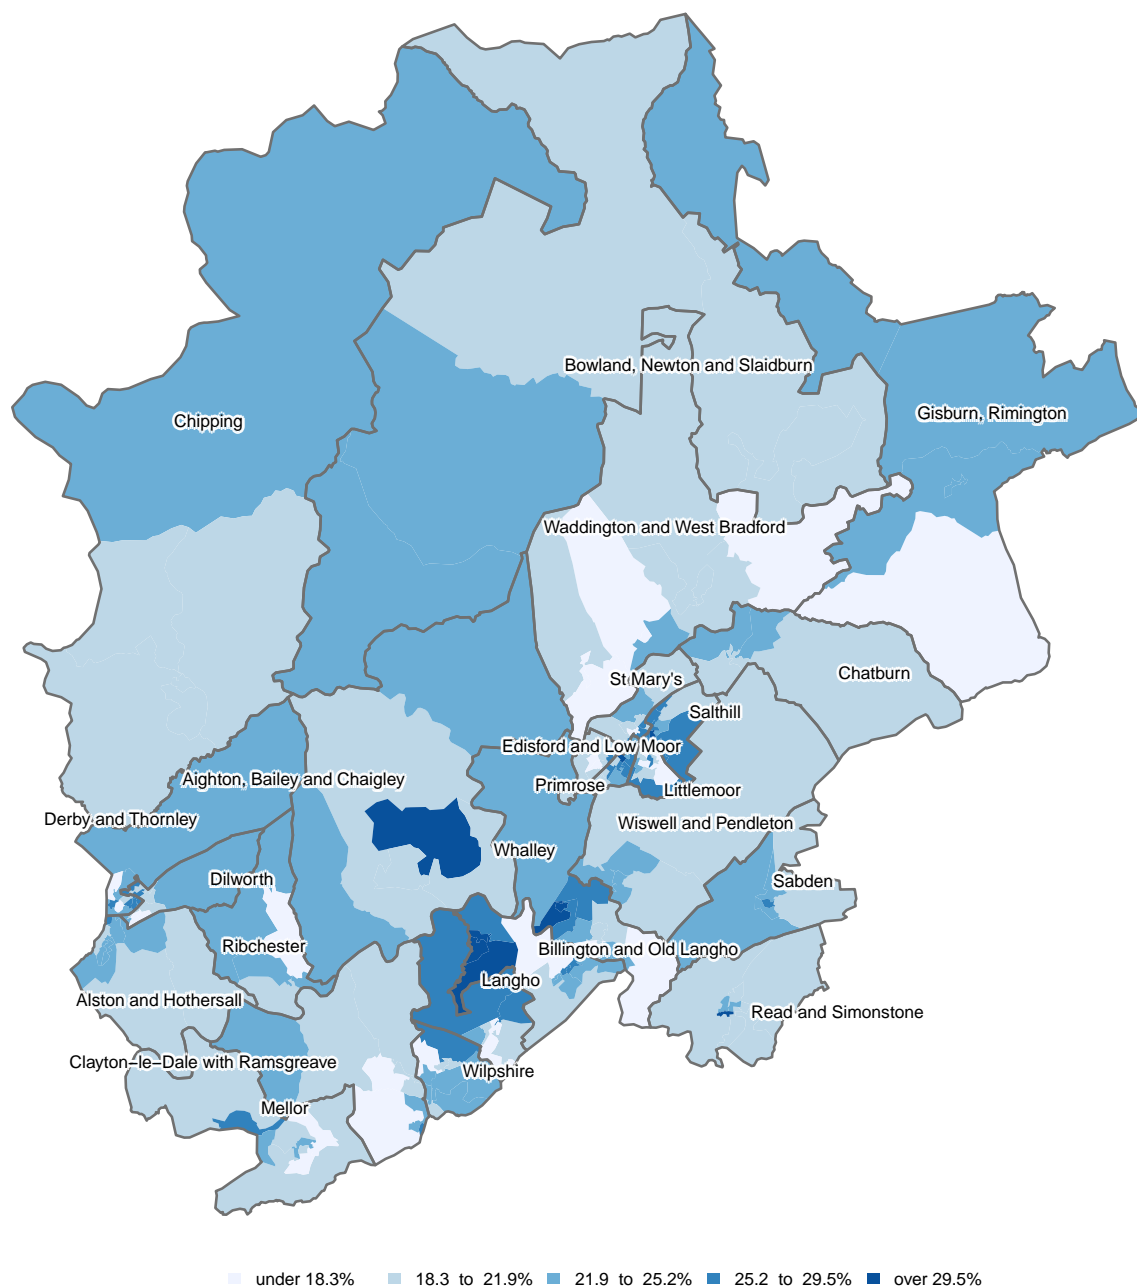 Bowland, Newton and Slaidburn
Chipping
Gisburn, Rimington
Waddington and West Bradford
St Mary's
Chatburn
Salthill
Edisford and Low Moor
Aighton, Bailey and Chaigley
Primrose
Littlemoor
Derby and Thornley
Wiswell and Pendleton
Whalley
Dilworth
Sabden
Ribchester
Billington and Old Langho
Langho
Alston and Hothersall
Read and Simonstone
Clayton−le−Dale with Ramsgreave
Wilpshire
Mellor
under 18.3% 18.3 to 21.9% 21.9 to 25.2% 25.2 to 29.5% over 29.5%